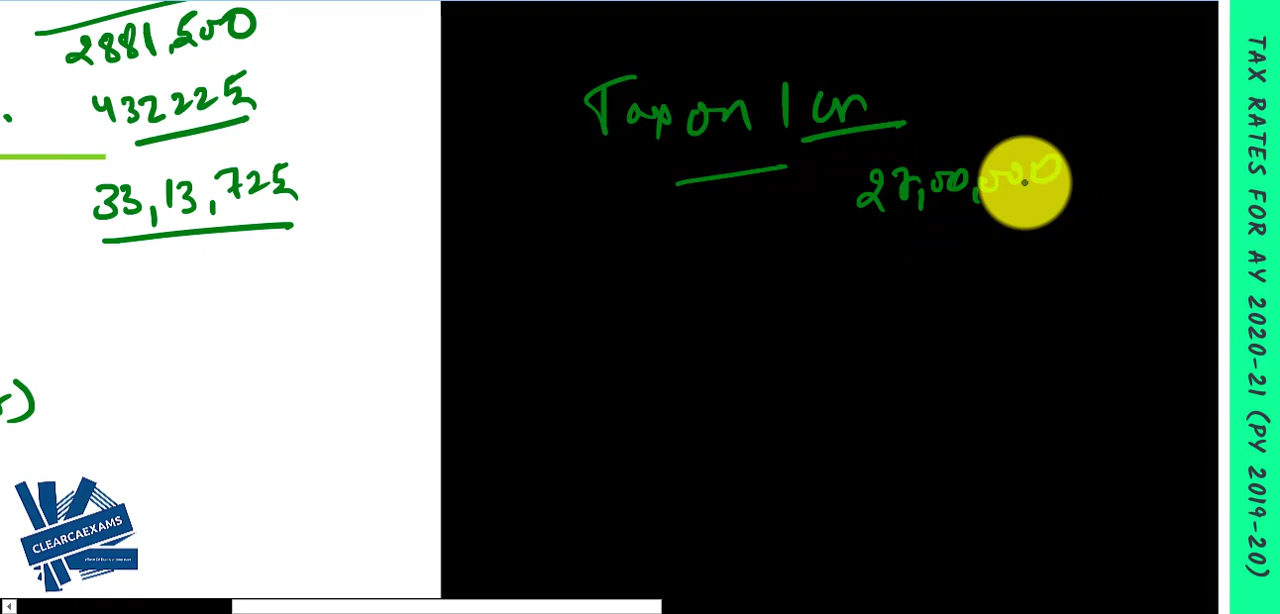 2881,500
432225
33,13,725
Tax on 1 cr
28,00,000
TAX RATES FOR AY 2020-21 (PY 2019-20)
CLEARCAEXAMS